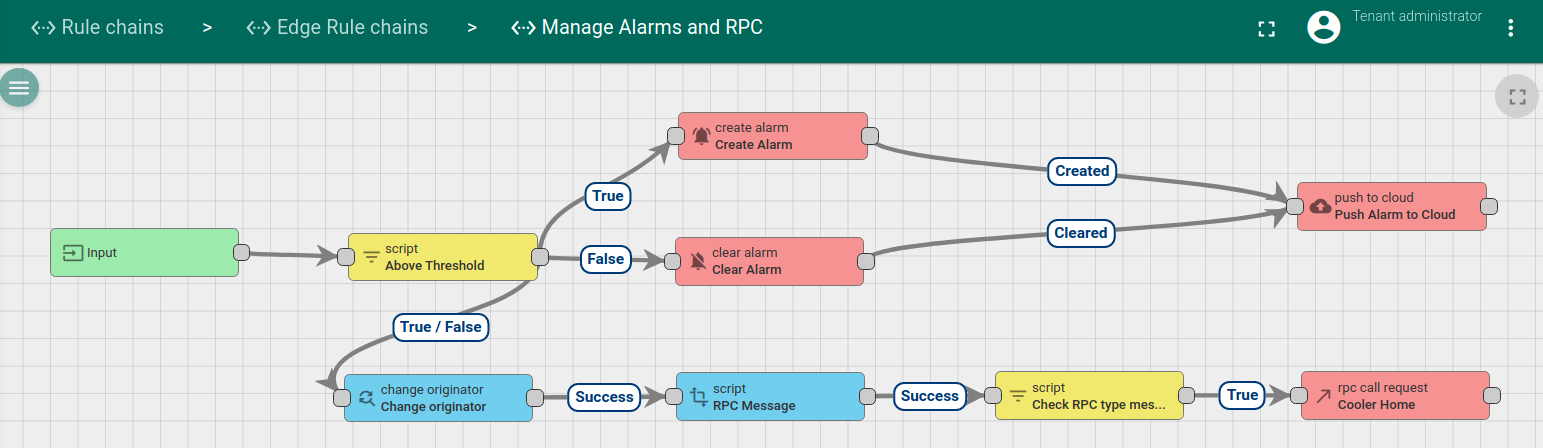 Rule chains > Edge Rule chains > Manage Alarms and RPC
Tenant administrator
create alarm
Create Alarm
Created
push to cloud
Push Alarm to Cloud
True
Input
script
Above Threshold
False
clear alarm
Clear Alarm
Cleared
True / False
change originator
Change originator
Success
script
RPC Message
Success
script
Check RPC type mes...
True
rpc call request
Cooler Home